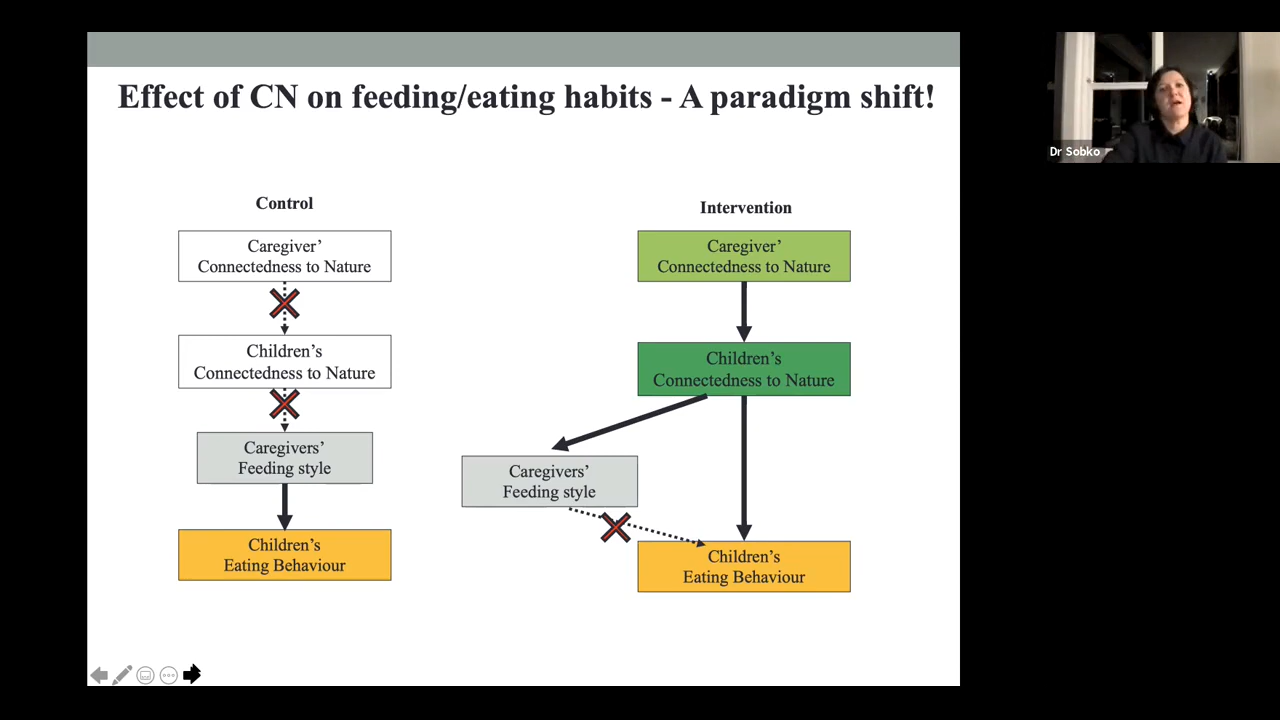 Effect of CN on feeding/eating habits - A paradigm shift!
Control
Caregiver’
Connectedness to Nature
Children’s
Connectedness to Nature
Caregivers’
Feeding style
Children’s
Eating Behaviour
Intervention
Caregiver’
Connectedness to Nature
Children’s
Connectedness to Nature
Caregivers’
Feeding style
Children’s
Eating Behaviour
Dr Sobko